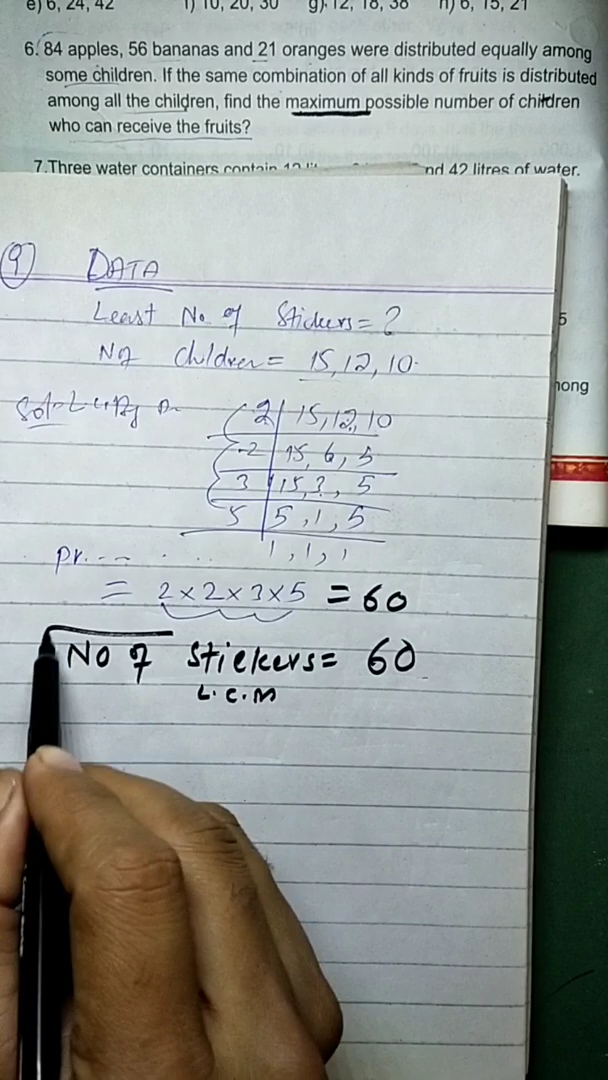 e) 6, 24, 42 f) 10, 20, 30 g) 12, 18, 38 h) 6, 15, 21
6. 84 apples, 56 bananas and 21 oranges were distributed equally among
some children. If the same combination of all kinds of fruits is distributed
among all the children, find the maximum possible number of children
who can receive the fruits?
7. Three water containers contain nd 42 litres of water.
5
hong
9 DATA
Least No of Stickers = ?
No of Children = 15, 12, 10
2 15, 12, 10
2 15, 6, 5
3 15, 3, 5
5 5, 1, 5
1, 1, 1
= 2 x 2 x 3 x 5 = 60
No of Stickers = 60
L.C.M